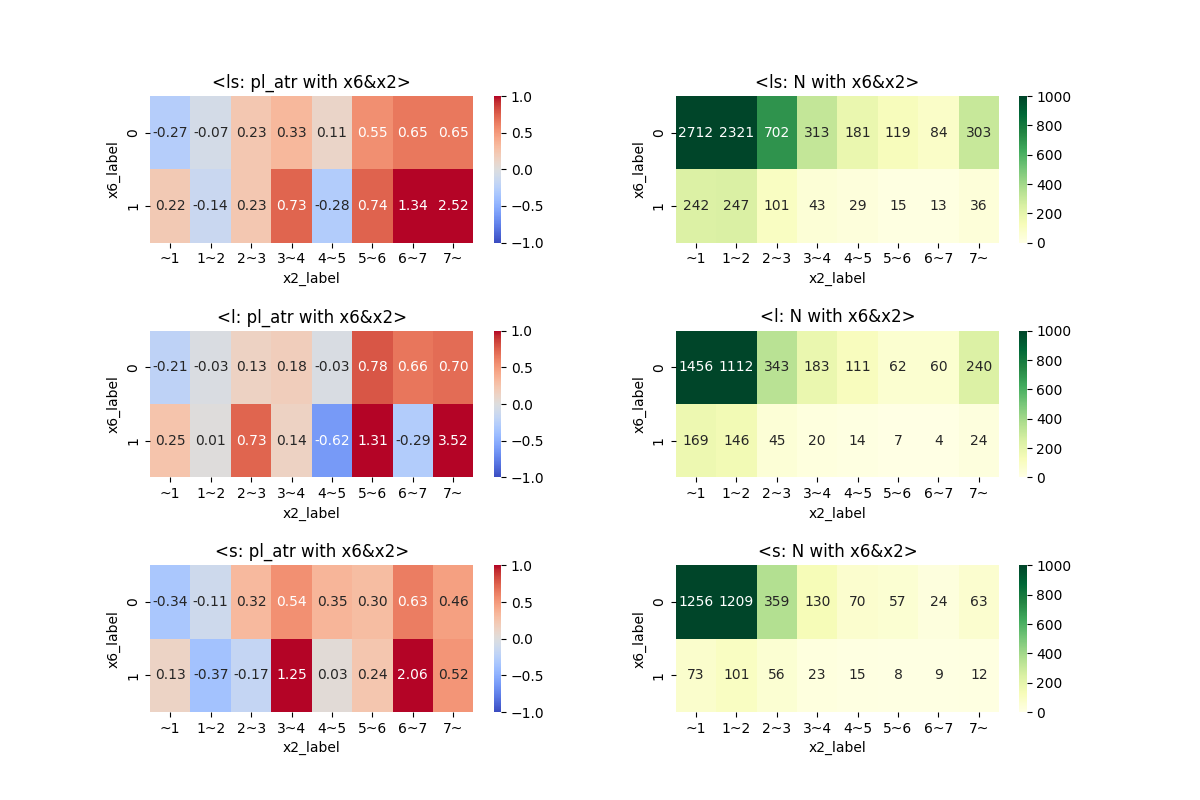 <ls: pl_atr with x6&x2>
x6_label
0 -0.27 -0.07 0.23 0.33 0.11 0.55 0.65 0.65
1 0.22 -0.14 0.23 0.73 -0.28 0.74 1.34 2.52
~1 1~2 2~3 3~4 4~5 5~6 6~7 7~
x2_label
1.0
0.5
0.0
−0.5
−1.0
<ls: N with x6&x2>
x6_label
0 2712 2321 702 313 181 119 84 303
1 242 247 101 43 29 15 13 36
~1 1~2 2~3 3~4 4~5 5~6 6~7 7~
x2_label
1000
800
600
400
200
0
<l: pl_atr with x6&x2>
x6_label
0 -0.21 -0.03 0.13 0.18 -0.03 0.78 0.66 0.70
1 0.25 0.01 0.73 0.14 -0.62 1.31 -0.29 3.52
~1 1~2 2~3 3~4 4~5 5~6 6~7 7~
x2_label
1.0
0.5
0.0
−0.5
−1.0
<l: N with x6&x2>
x6_label
0 1456 1112 343 183 111 62 60 240
1 169 146 45 20 14 7 4 24
~1 1~2 2~3 3~4 4~5 5~6 6~7 7~
x2_label
1000
800
600
400
200
0
<s: pl_atr with x6&x2>
x6_label
0 -0.34 -0.11 0.32 0.54 0.35 0.30 0.63 0.46
1 0.13 -0.37 -0.17 1.25 0.03 0.24 2.06 0.52
~1 1~2 2~3 3~4 4~5 5~6 6~7 7~
x2_label
1.0
0.5
0.0
−0.5
−1.0
<s: N with x6&x2>
x6_label
0 1256 1209 359 130 70 57 24 63
1 73 101 56 23 15 8 9 12
~1 1~2 2~3 3~4 4~5 5~6 6~7 7~
x2_label
1000
800
600
400
200
0